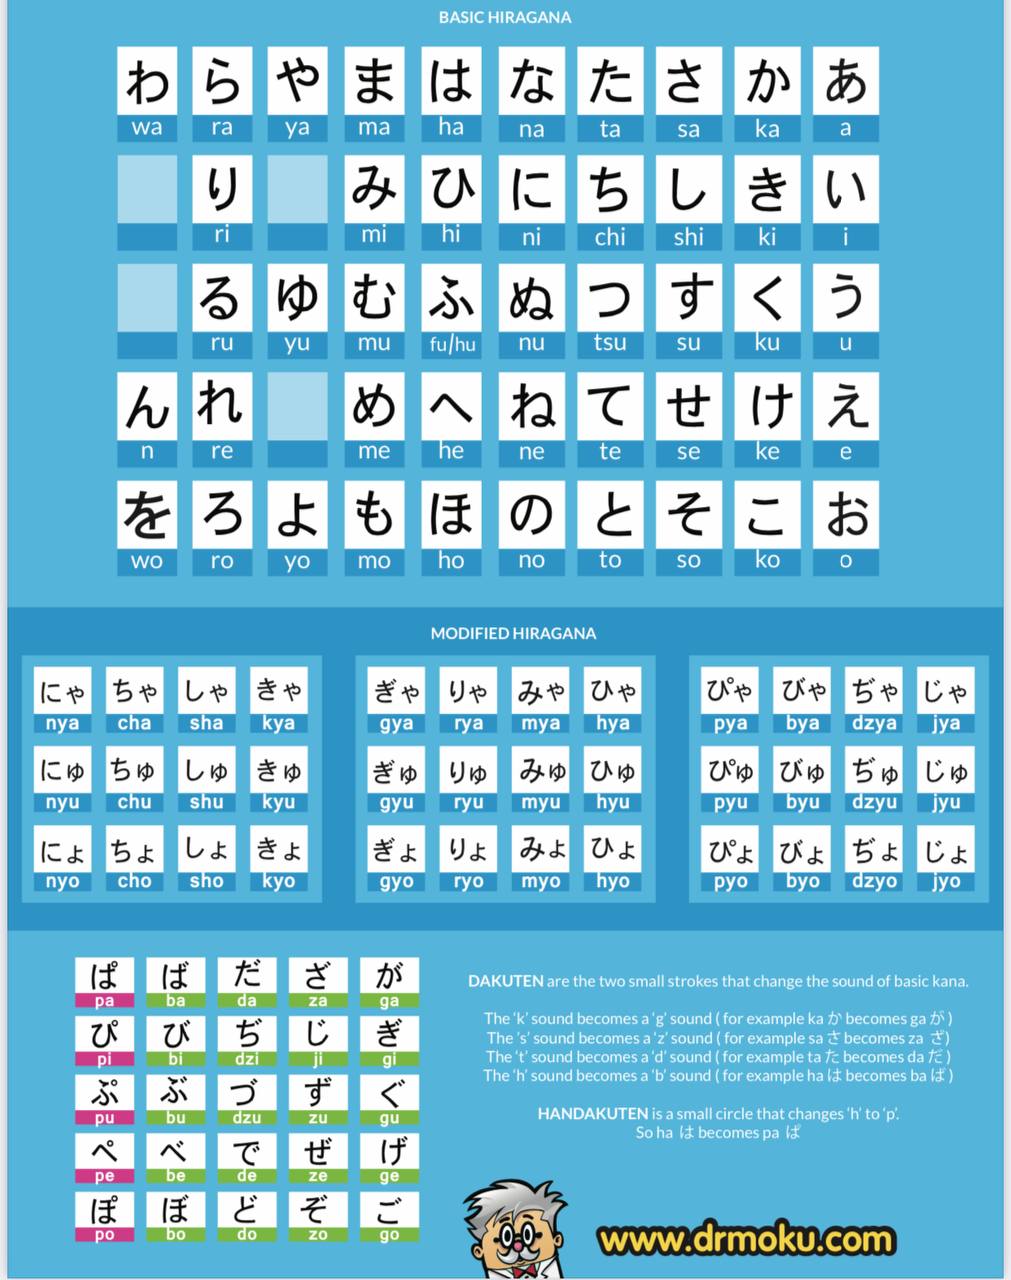 BASIC HIRAGANA
わ ら や ま は な た さ か あ
wa ra ya ma ha na ta sa ka a
り み ひ に ち し き い
ri mi hi ni chi shi ki i
る ゆ む ふ ぬ つ す く う
ru yu mu fu/hu nu tsu su ku u
ん れ め へ ね て せ け え
n re me he ne te se ke e
を ろ よ も ほ の と そ こ お
wo ro yo mo ho no to so ko o
MODIFIED HIRAGANA
にゃ ちゃ しゃ きゃ ぎゃ りゃ みゃ ひゃ ぴゃ びゃ ぢゃ じゃ
nya cha sha kya gya rya mya hya pya bya dzya jya
にゅ ちゅ しゅ きゅ ぎゅ りゅ みゅ ひゅ ぴゅ びゅ ぢゅ じゅ
nyu chu shu kyu gyu ryu myu hyu pyu byu dzyu jyu
にょ ちょ しょ きょ ぎょ りょ みょ ひょ ぴょ びょ ぢょ じょ
nyo cho sho kyo gyo ryo myo hyo pyo byo dzyo jyo
ぱ ば だ ざ が
pa ba da za ga
ぴ び ぢ じ ぎ
pi bi dzi ji gi
ぷ ぶ づ ず ぐ
pu bu dzu zu gu
ぺ べ で ぜ げ
pe be de ze ge
ぽ ぼ ど ぞ ご
po bo do zo go
DAKUTEN are the two small strokes that change the sound of basic kana.
The ‘k’ sound becomes a ‘g’ sound ( for example ka か becomes ga が )
The ‘s’ sound becomes a ‘z’ sound ( for example sa さ becomes za ざ)
The ‘t’ sound becomes a ‘d’ sound ( for example ta た becomes da だ )
The ‘h’ sound becomes a ‘b’ sound ( for example ha は becomes ba ば )
HANDAKUTEN is a small circle that changes ‘h’ to ‘p’.
So ha は becomes pa ぱ
www.drmoku.com